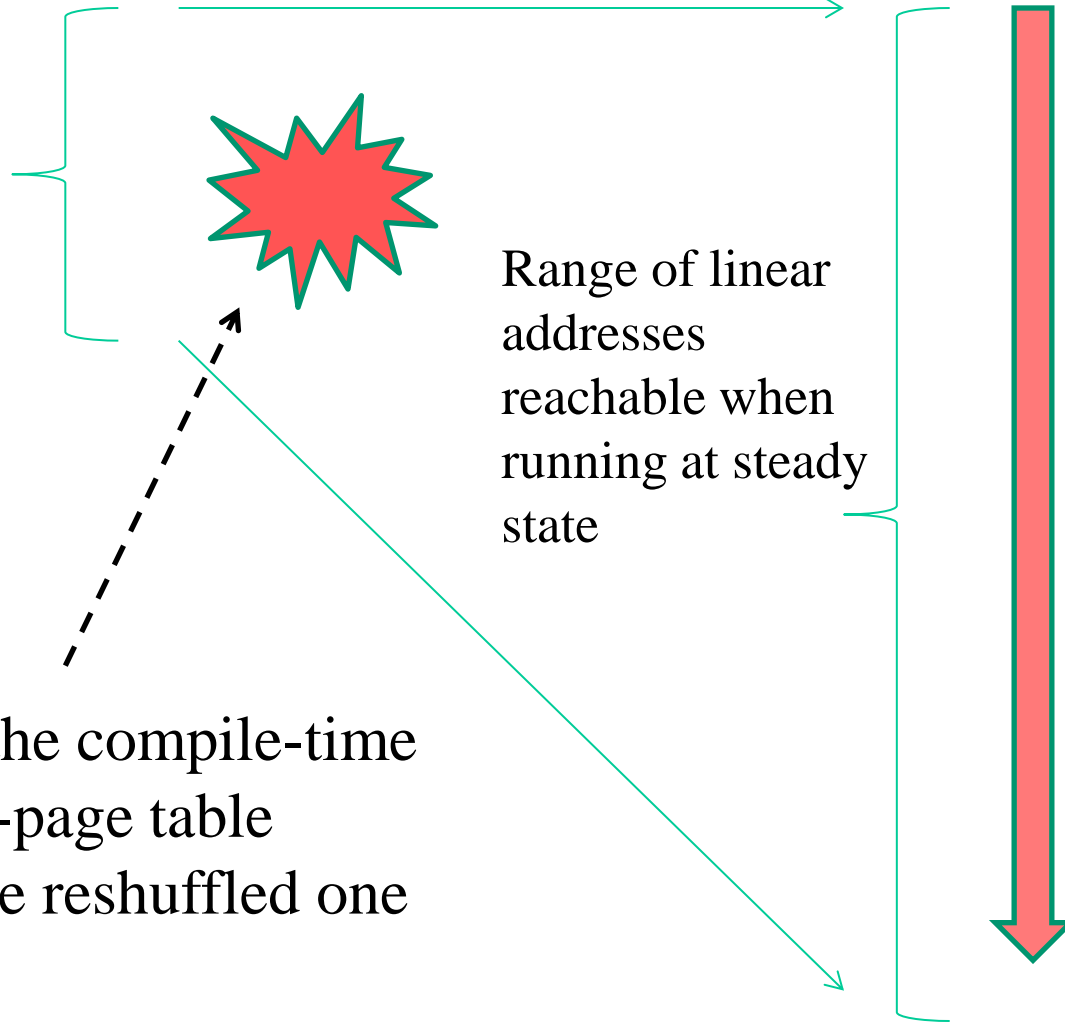 Range of linear
addresses
reachable when
running at steady
state
he compile-time
-page table
e reshuffled one